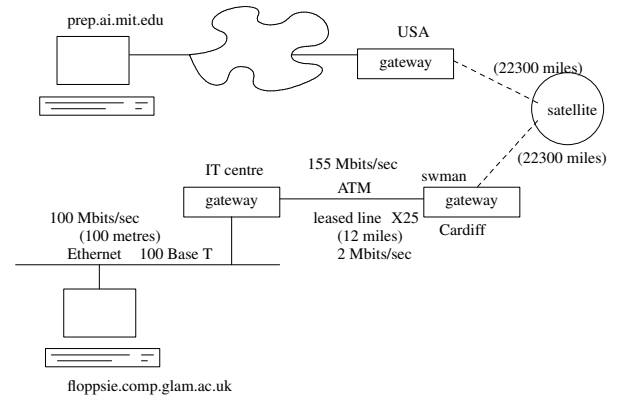 prep.ai.mit.edu
USA
gateway
(22300 miles)
satellite
(22300 miles)
IT centre
155 Mbits/sec
swman
ATM
gateway
gateway
100 Mbits/sec
leased line X25
(100 metres)
(12 miles)
Cardiff
Ethernet 100 Base T
2 Mbits/sec
floppsie.comp.glam.ac.uk